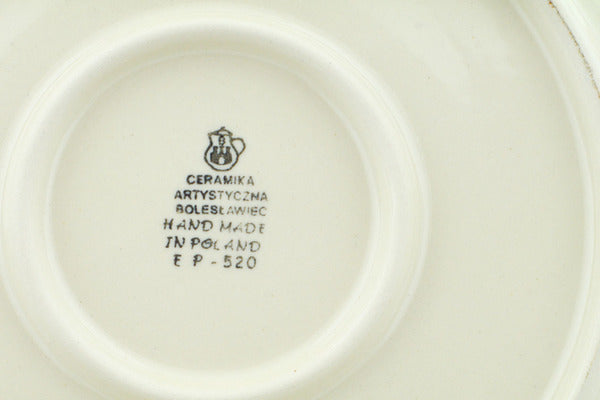 CERAMIKA
ARTYSTYCZNA
BOLESŁAWIEC
HAND MADE
IN POLAND
E P - 520